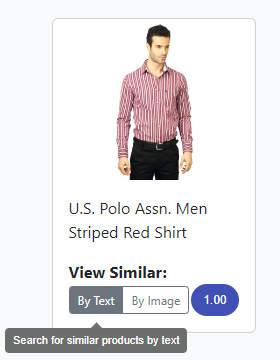 U.S. Polo Assn. Men
Striped Red Shirt
View Similar:
By Text By Image 1.00
Search for similar products by text